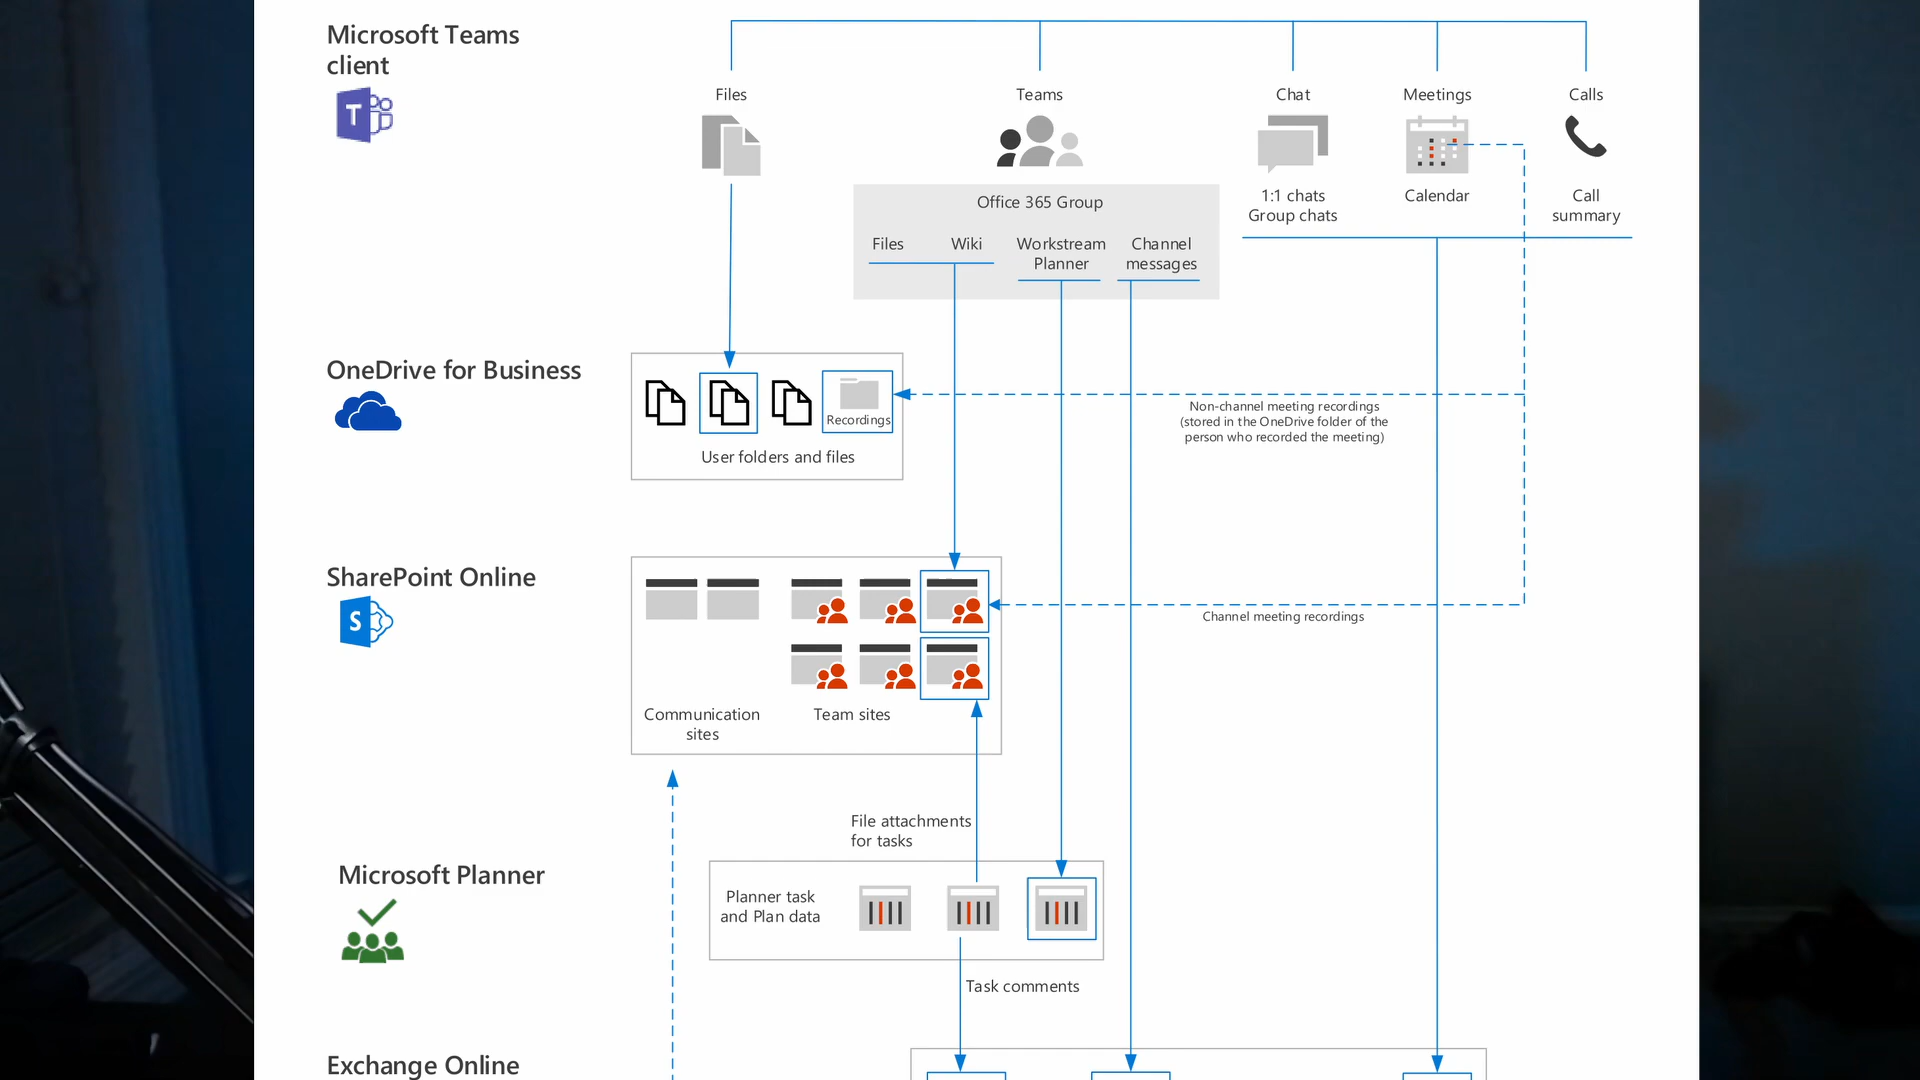 Microsoft Teams
client
T
Files
Teams
Chat
Meetings
Calls
1:1 chats
Group chats
Calendar
Call
summary
Office 365 Group
Files
Wiki
Workstream
Planner
Channel
messages
OneDrive for Business
Recordings
User folders and files
Non-channel meeting recordings
(stored in the OneDrive folder of the
person who recorded the meeting)
SharePoint Online
S
Channel meeting recordings
Communication
sites
Team sites
File attachments
for tasks
Microsoft Planner
Planner task
and Plan data
Task comments
Exchange Online